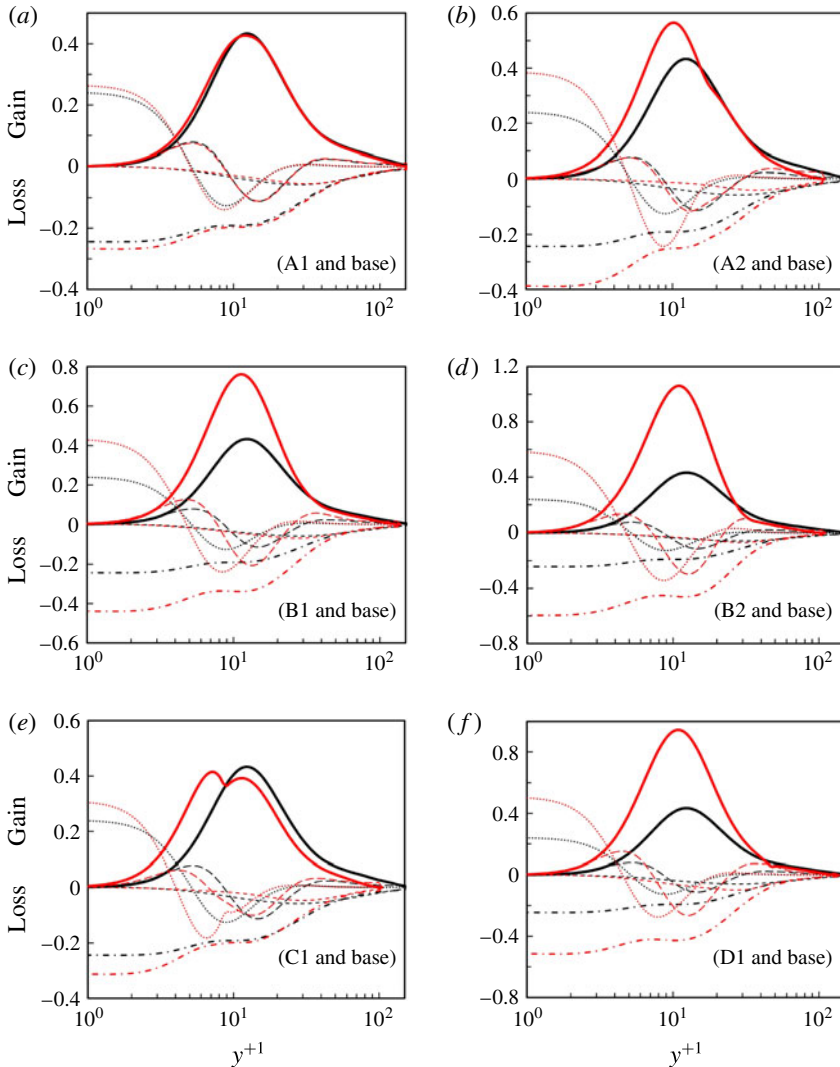 (a)
(b)
0.4
0.2
0
−0.2
−0.4
Gain
Loss
10^0
10^1
10^2
(A1 and base)
0.6
0.4
0.2
0
−0.2
−0.4
10^0
10^1
10^2
(A2 and base)
(c)
(d)
0.8
0.6
0.4
0.2
0
−0.2
−0.4
−0.6
Gain
Loss
10^0
10^1
10^2
(B1 and base)
1.2
0.8
0.4
0
−0.4
−0.8
10^0
10^1
10^2
(B2 and base)
(e)
(f)
0.6
0.4
0.2
0
−0.2
−0.4
Gain
Loss
10^0
10^1
10^2
(C1 and base)
y^{+1}
0.8
0.4
0
−0.4
−0.8
10^0
10^1
10^2
(D1 and base)
y^{+1}